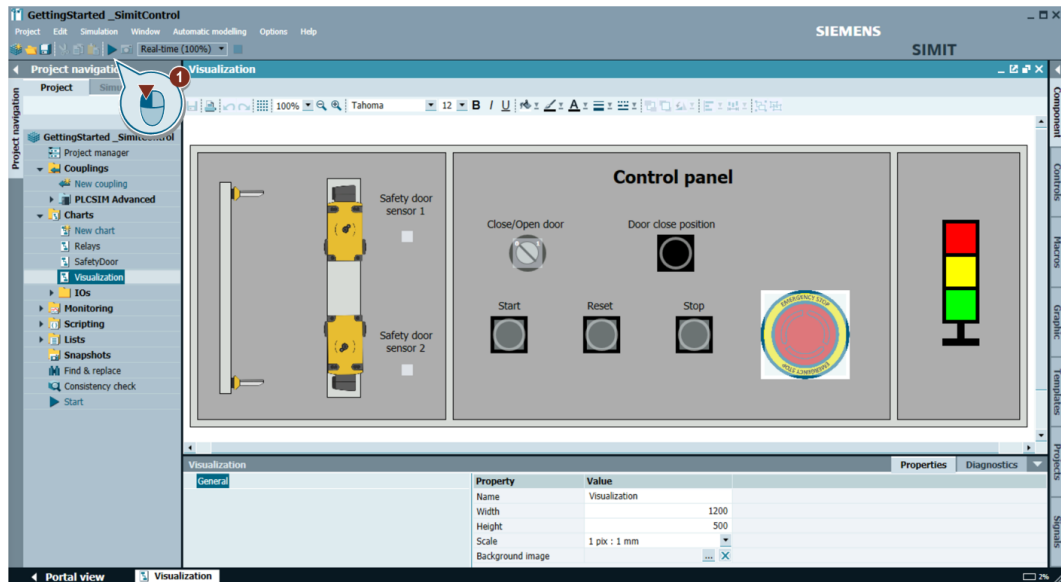 GettingStarted _SimitControl
Project Edit Simulation Window Automatic modelling Options Help
SIEMENS
SIMIT
Real-time (100%)
1
Project navigation
Project navigati
Visualization
Project Simu
100% Tahoma 12 B I U A
GettingStarted _SimitControl
Project manager
Couplings
New coupling
PLCSIM Advanced
Charts
New chart
Relays
SafetyDoor
Visualization
IOs
Monitoring
Scripting
Lists
Snapshots
Find & replace
Consistency check
Start
Safety door
sensor 1
Safety door
sensor 2
Control panel
Close/Open door
Door close position
Start
Reset
Stop
EMERGENCY STOP
EMERGENCY STOP
Component
Controls
Macros
Graphic
Templates
Projects
Signals
Visualization
Properties Diagnostics
General
Property Value
Name Visualization
Width 1200
Height 500
Scale 1 pix : 1 mm
Background image ...
Portal view Visualization
2%